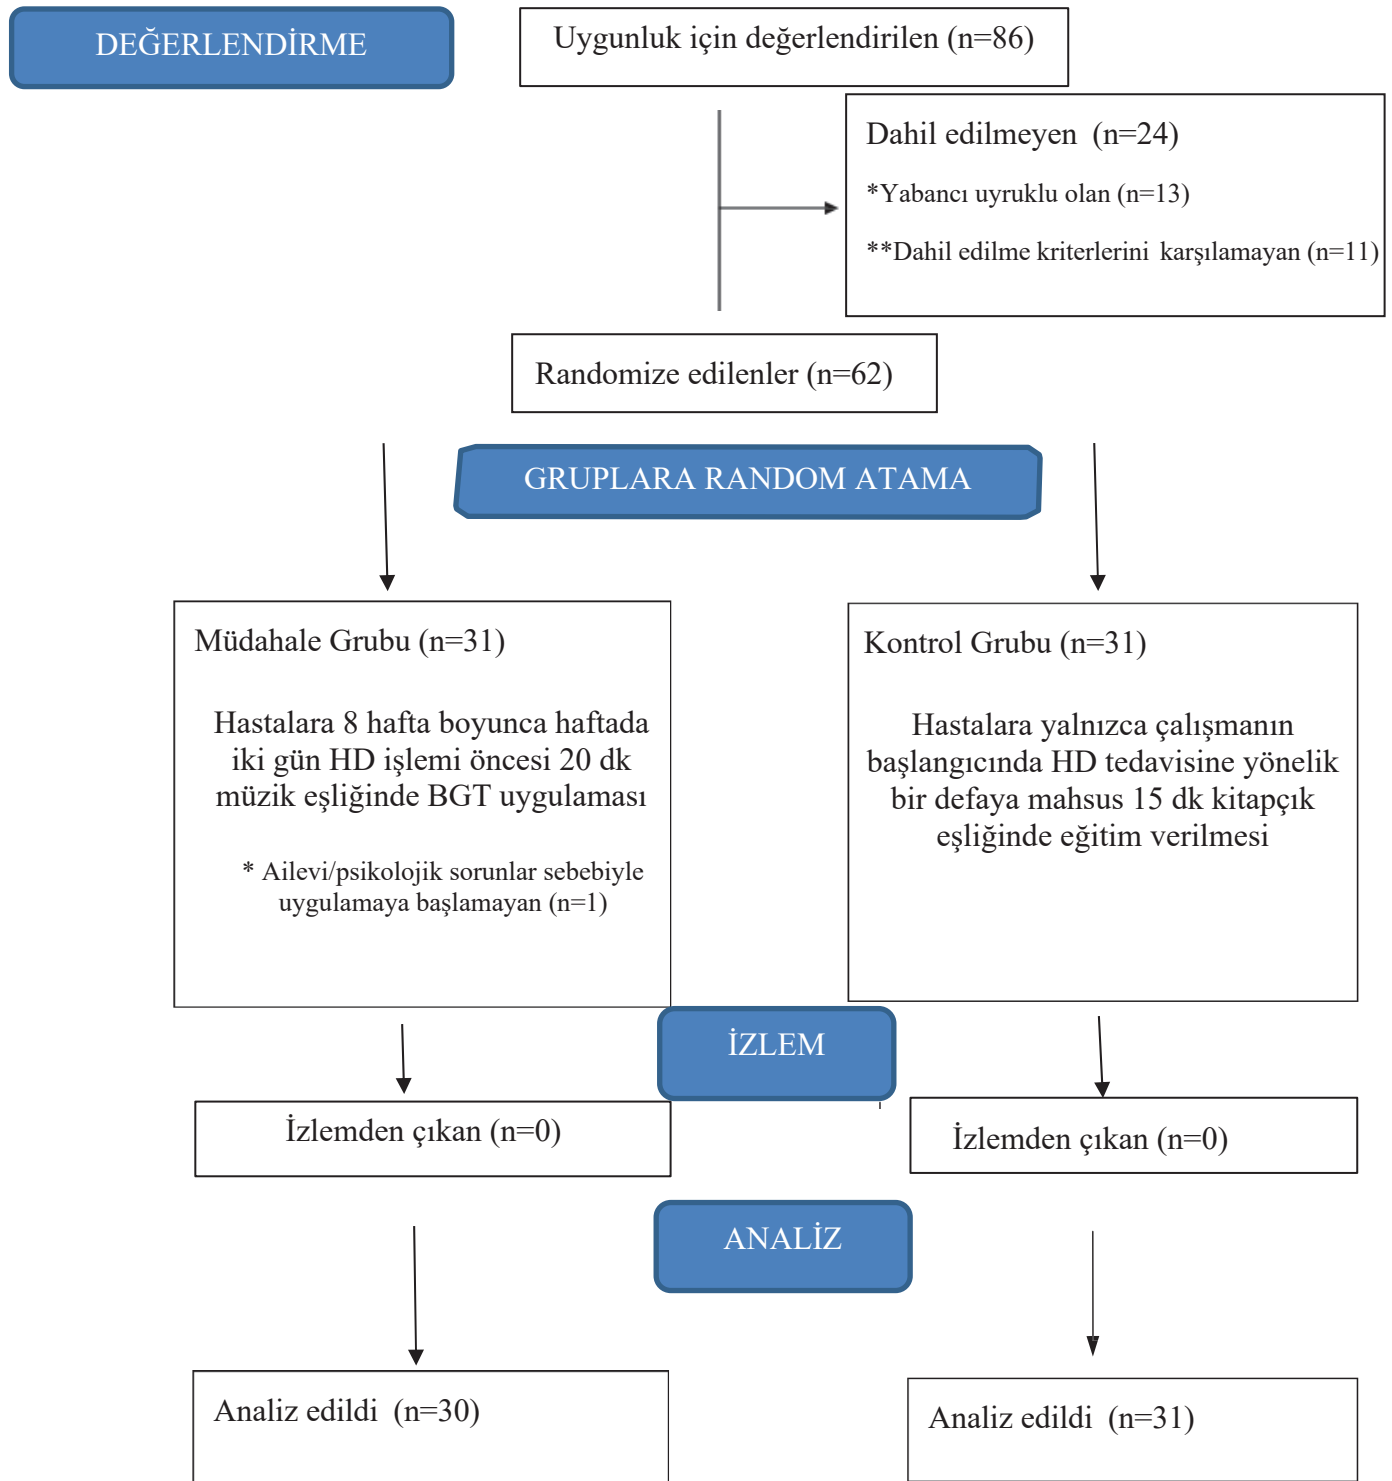 DEĞERLENDİRME
Uygunluk için değerlendirilen (n=86)
Dahil edilmeyen (n=24)
*Yabancı uyruklu olan (n=13)
**Dahil edilme kriterlerini karşılamayan (n=11)
Randomize edilenler (n=62)
GRUPLARA RANDOM ATAMA
Müdahale Grubu (n=31)
Hastalara 8 hafta boyunca haftada
iki gün HD işlemi öncesi 20 dk
müzik eşliğinde BGT uygulaması
* Ailevi/psikolojik sorunlar sebebiyle
uygulamaya başlamayan (n=1)
Kontrol Grubu (n=31)
Hastalara yalnızca çalışmanın
başlangıcında HD tedavisine yönelik
bir defaya mahsus 15 dk kitapçık
eşliğinde eğitim verilmesi
İZLEM
İzlemden çıkan (n=0)
İzlemden çıkan (n=0)
ANALİZ
Analiz edildi (n=30)
Analiz edildi (n=31)